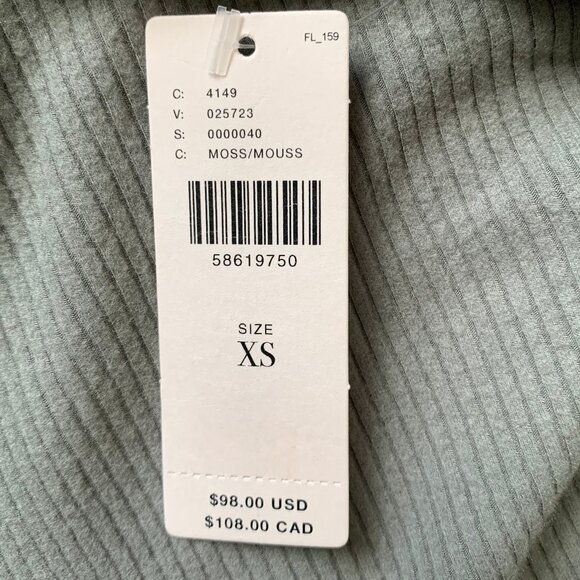 FL_159
C: 4149
V: 025723
S: 0000040
C: MOSS/MOUSS
58619750
SIZE
XS
$98.00 USD
$108.00 CAD